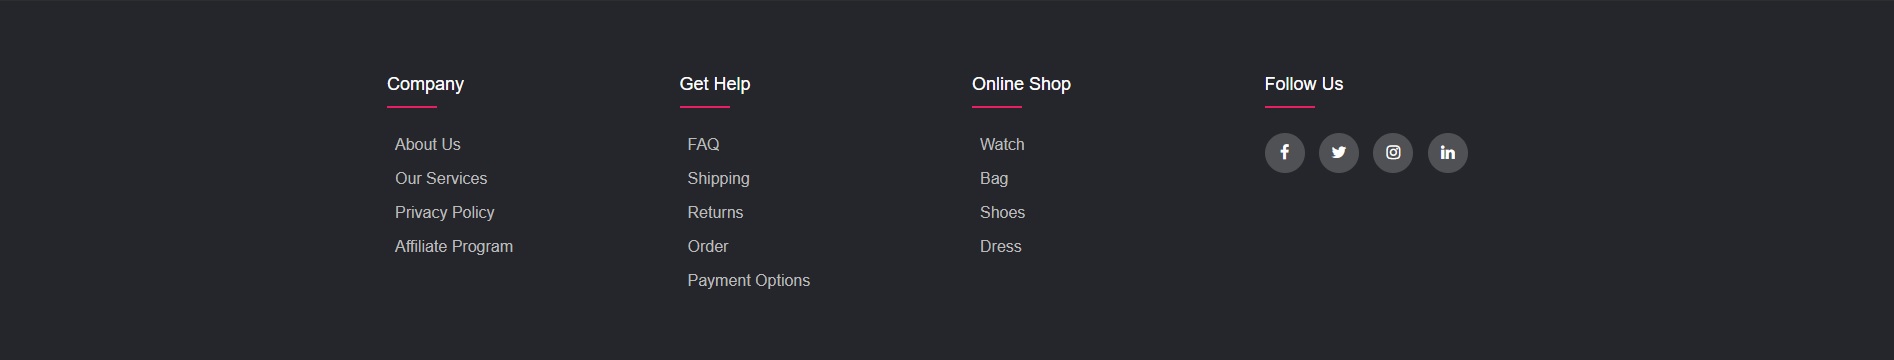 Company
About Us
Our Services
Privacy Policy
Affiliate Program
Get Help
FAQ
Shipping
Returns
Order
Payment Options
Online Shop
Watch
Bag
Shoes
Dress
Follow Us